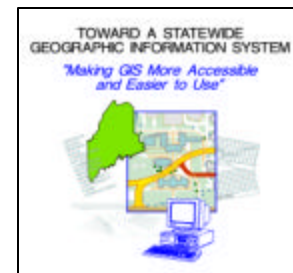 TOWARD A STATEWIDE
GEOGRAPHIC INFORMATION SYSTEM
"Making GIS More Accessible
and Easier to Use"